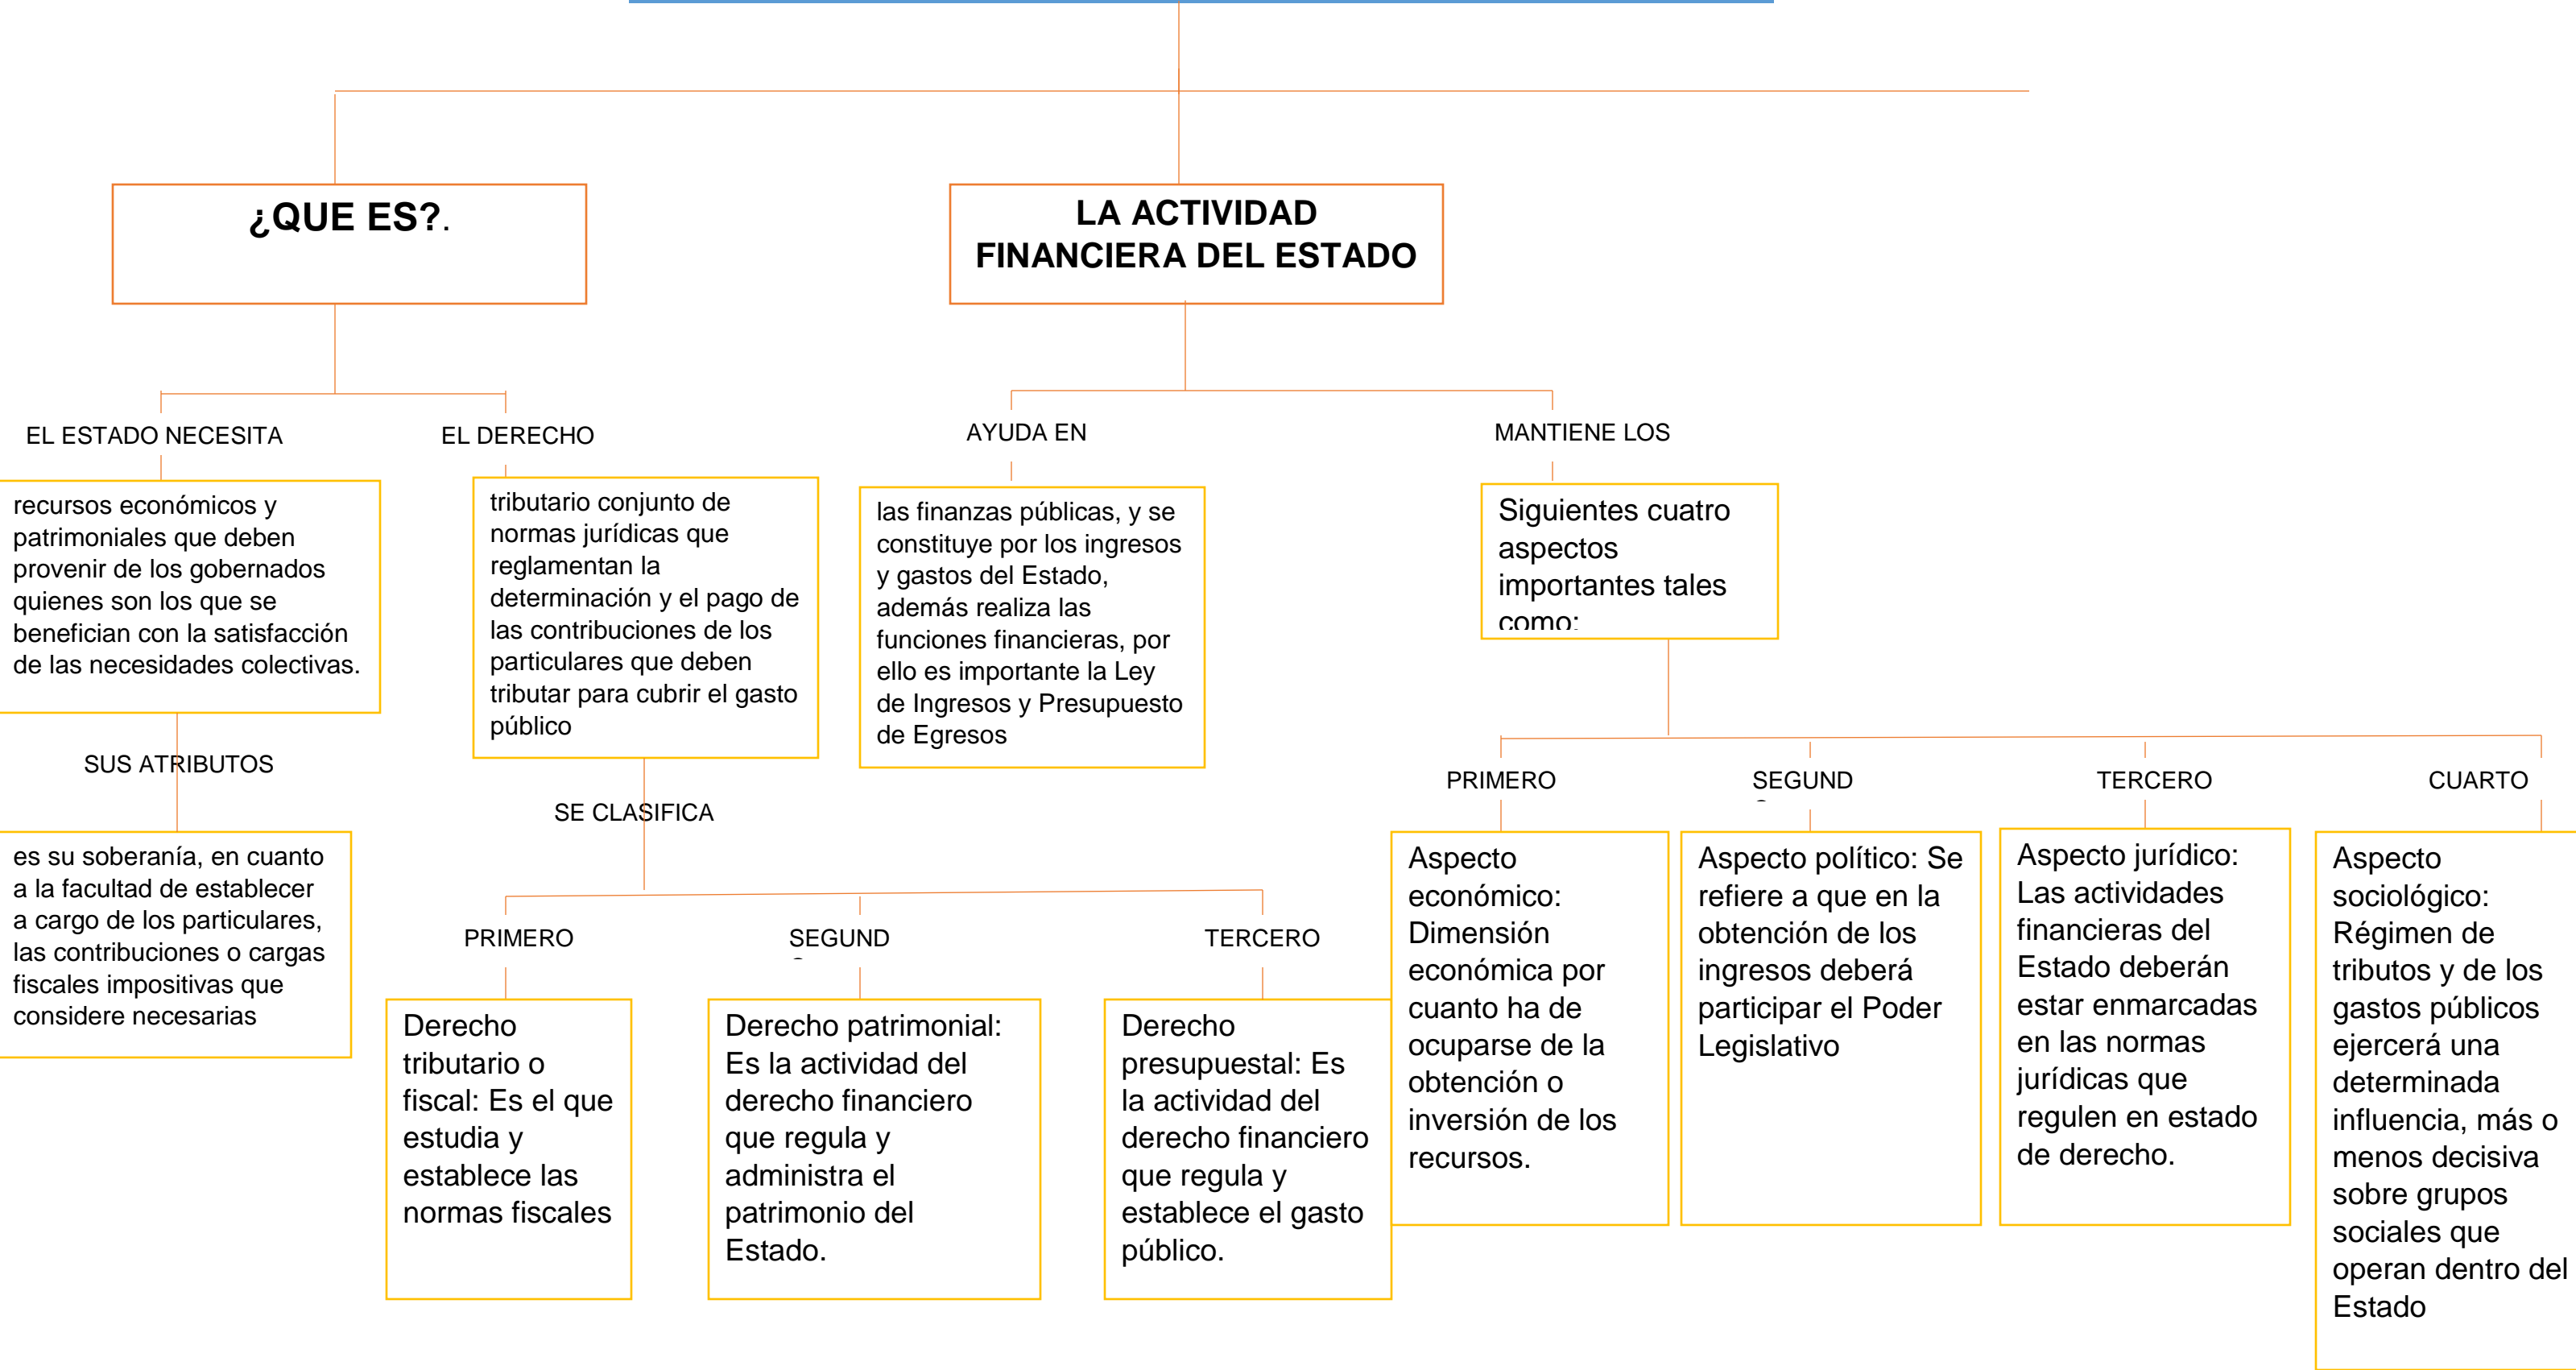 ¿QUE ES?.
LA ACTIVIDAD
FINANCIERA DEL ESTADO
EL ESTADO NECESITA
recursos económicos y
patrimoniales que deben
provenir de los gobernados
quienes son los que se
benefician con la satisfacción
de las necesidades colectivas.
SUS ATRIBUTOS
es su soberanía, en cuanto
a la facultad de establecer
a cargo de los particulares,
las contribuciones o cargas
fiscales impositivas que
considere necesarias
EL DERECHO
tributario conjunto de
normas jurídicas que
reglamentan la
determinación y el pago de
las contribuciones de los
particulares que deben
tributar para cubrir el gasto
público
SE CLASIFICA
PRIMERO
Derecho
tributario o
fiscal: Es el que
estudia y
establece las
normas fiscales
SEGUND
Derecho patrimonial:
Es la actividad del
derecho financiero
que regula y
administra el
patrimonio del
Estado.
TERCERO
Derecho
presupuestal: Es
la actividad del
derecho financiero
que regula y
establece el gasto
público.
AYUDA EN
las finanzas públicas, y se
constituye por los ingresos
y gastos del Estado,
además realiza las
funciones financieras, por
ello es importante la Ley
de Ingresos y Presupuesto
de Egresos
MANTIENE LOS
Siguientes cuatro
aspectos
importantes tales
como:
PRIMERO
Aspecto
económico:
Dimensión
económica por
cuanto ha de
ocuparse de la
obtención o
inversión de los
recursos.
SEGUND
Aspecto político: Se
refiere a que en la
obtención de los
ingresos deberá
participar el Poder
Legislativo
TERCERO
Aspecto jurídico:
Las actividades
financieras del
Estado deberán
estar enmarcadas
en las normas
jurídicas que
regulen en estado
de derecho.
CUARTO
Aspecto
sociológico:
Régimen de
tributos y de los
gastos públicos
ejercerá una
determinada
influencia, más o
menos decisiva
sobre grupos
sociales que
operan dentro del
Estado